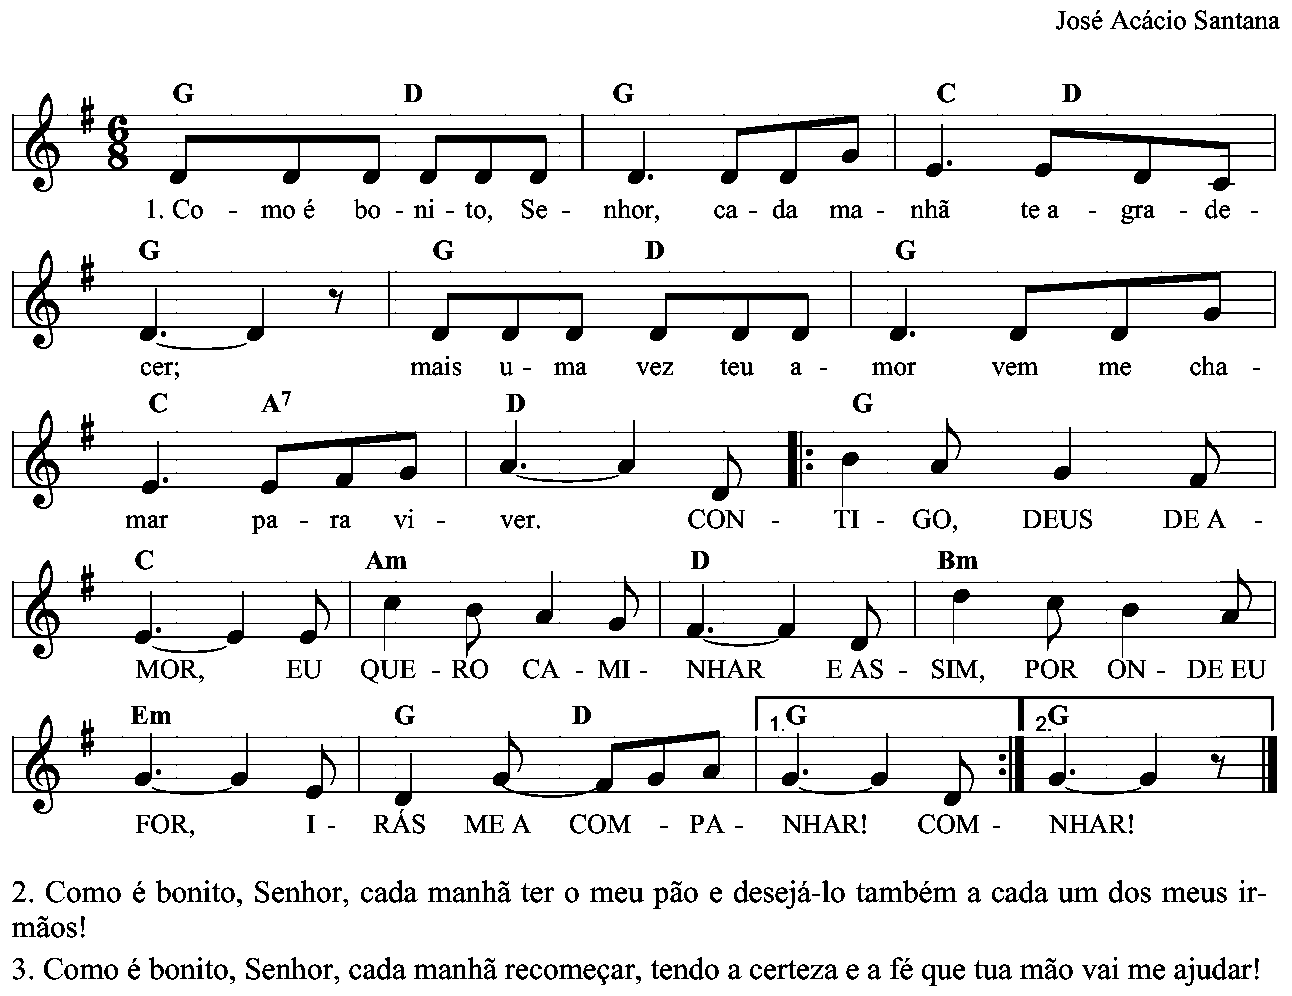 José Acácio Santana
G D G C D
6
8
1. Co - mo é bo - ni - to, Se - nhor, ca - da ma - nhã te a - gra - de -
G G D G
cer; mais u - ma vez teu a - mor vem me cha -
C A7 D G
mar pa - ra vi - ver. CON - TI - GO, DEUS DE A -
C Am D Bm
MOR, EU QUE - RO CA - MI - NHAR E AS - SIM, POR ON - DE EU
Em G D 1. G 2. G
FOR, I - RÁS ME A COM - PA - NHAR! COM - NHAR!
2. Como é bonito, Senhor, cada manhã ter o meu pão e desejá-lo também a cada um dos meus ir-
mãos!
3. Como é bonito, Senhor, cada manhã recomeçar, tendo a certeza e a fé que tua mão vai me ajudar!